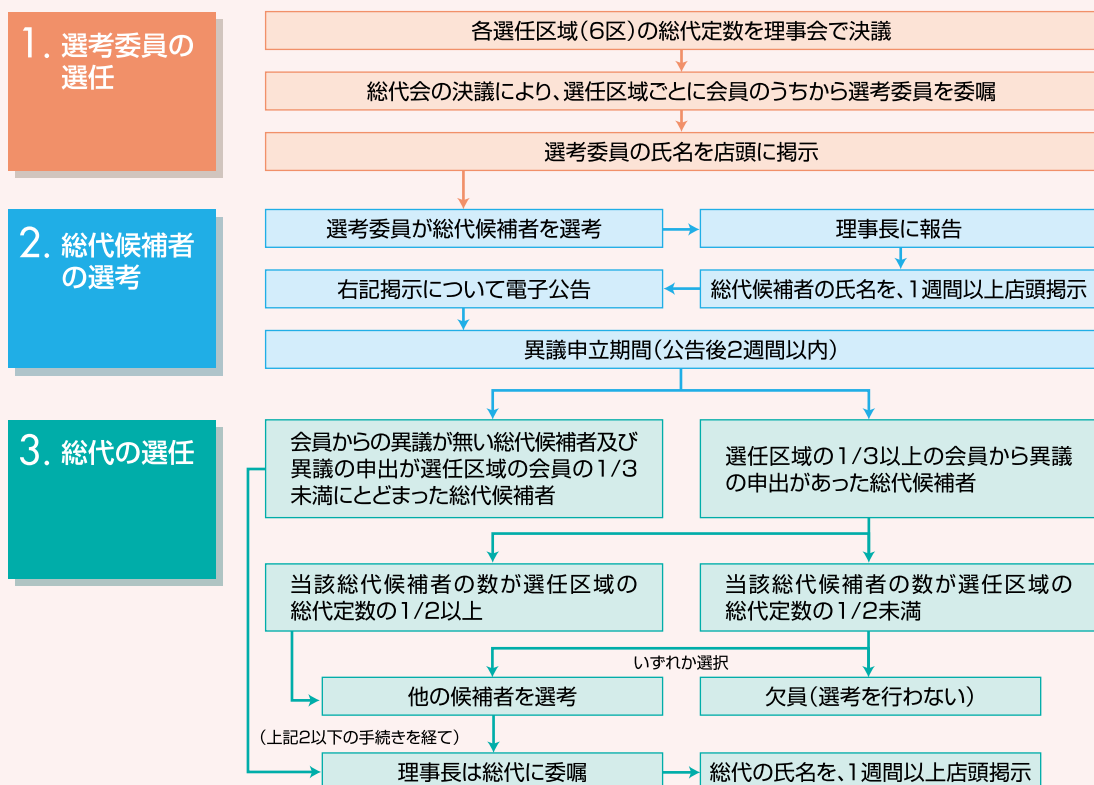 1. 選考委員の
選任
各選任区域(6区)の総代定数を理事会で決議
総代会の決議により、選任区域ごとに会員のうちから選考委員を委嘱
選考委員の氏名を店頭に掲示
2. 総代候補者
の選考
選考委員が総代候補者を選考
理事長に報告
右記掲示について電子公告
総代候補者の氏名を、1週間以上店頭掲示
異議申立期間(公告後2週間以内)
3. 総代の選任
会員からの異議が無い総代候補者及び
異議の申出が選任区域の会員の1/3
未満にとどまった総代候補者
選任区域の1/3以上の会員から異議
の申出があった総代候補者
当該総代候補者の数が選任区域の
総代定数の1/2以上
当該総代候補者の数が選任区域の
総代定数の1/2未満
いずれか選択
他の候補者を選考
欠員(選考を行わない)
(上記2以下の手続きを経て)
理事長は総代に委嘱
総代の氏名を、1週間以上店頭掲示